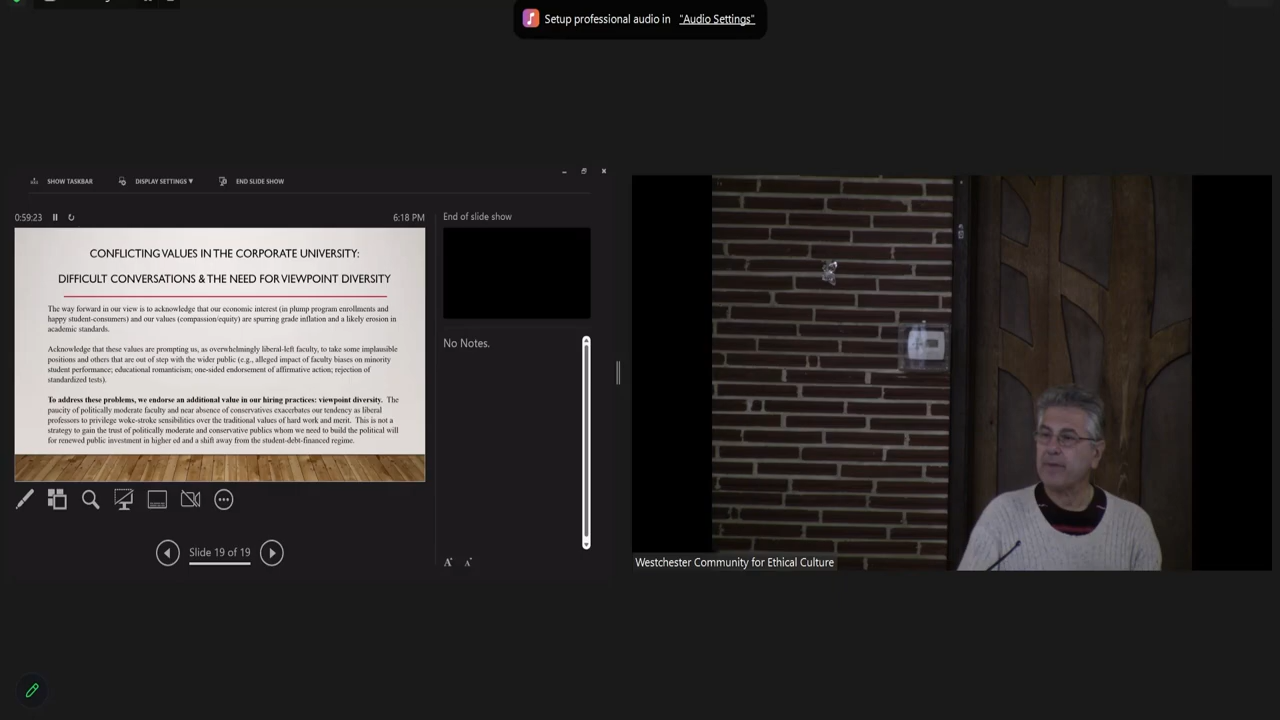 Setup professional audio in "Audio Settings"
SHOW TASKBAR
DISPLAY SETTINGS ▾
END SLIDE SHOW
0:59:23
6:18 PM
End of slide show
CONFLICTING VALUES IN THE CORPORATE UNIVERSITY:
DIFFICULT CONVERSATIONS & THE NEED FOR VIEWPOINT DIVERSITY
The way forward in our view is to acknowledge that our economic interest (in plump program enrollments and
happy student-consumers) and our values (compassion/equity) are spurring grade inflation and a likely erosion in
academic standards.
Acknowledge that these values are prompting us, as overwhelmingly liberal-left faculty, to take some implausible
positions and others that are out of step with the wider public (e.g., alleged impact of faculty biases on minority
student performance; educational romanticism; one-sided endorsement of affirmative action; rejection of
standardized tests).
To address these problems, we endorse an additional value in our hiring practices: viewpoint diversity. The
paucity of politically moderate faculty and near absence of conservatives exacerbates our tendency as liberal
professors to privilege woke-stroke sensibilities over the traditional values of hard work and merit. This is not a
strategy to gain the trust of politically moderate and conservative publics whom we need to build the political will
for renewed public investment in higher ed and a shift away from the student-debt-financed regime.
No Notes.
Slide 19 of 19
A A
Westchester Community for Ethical Culture